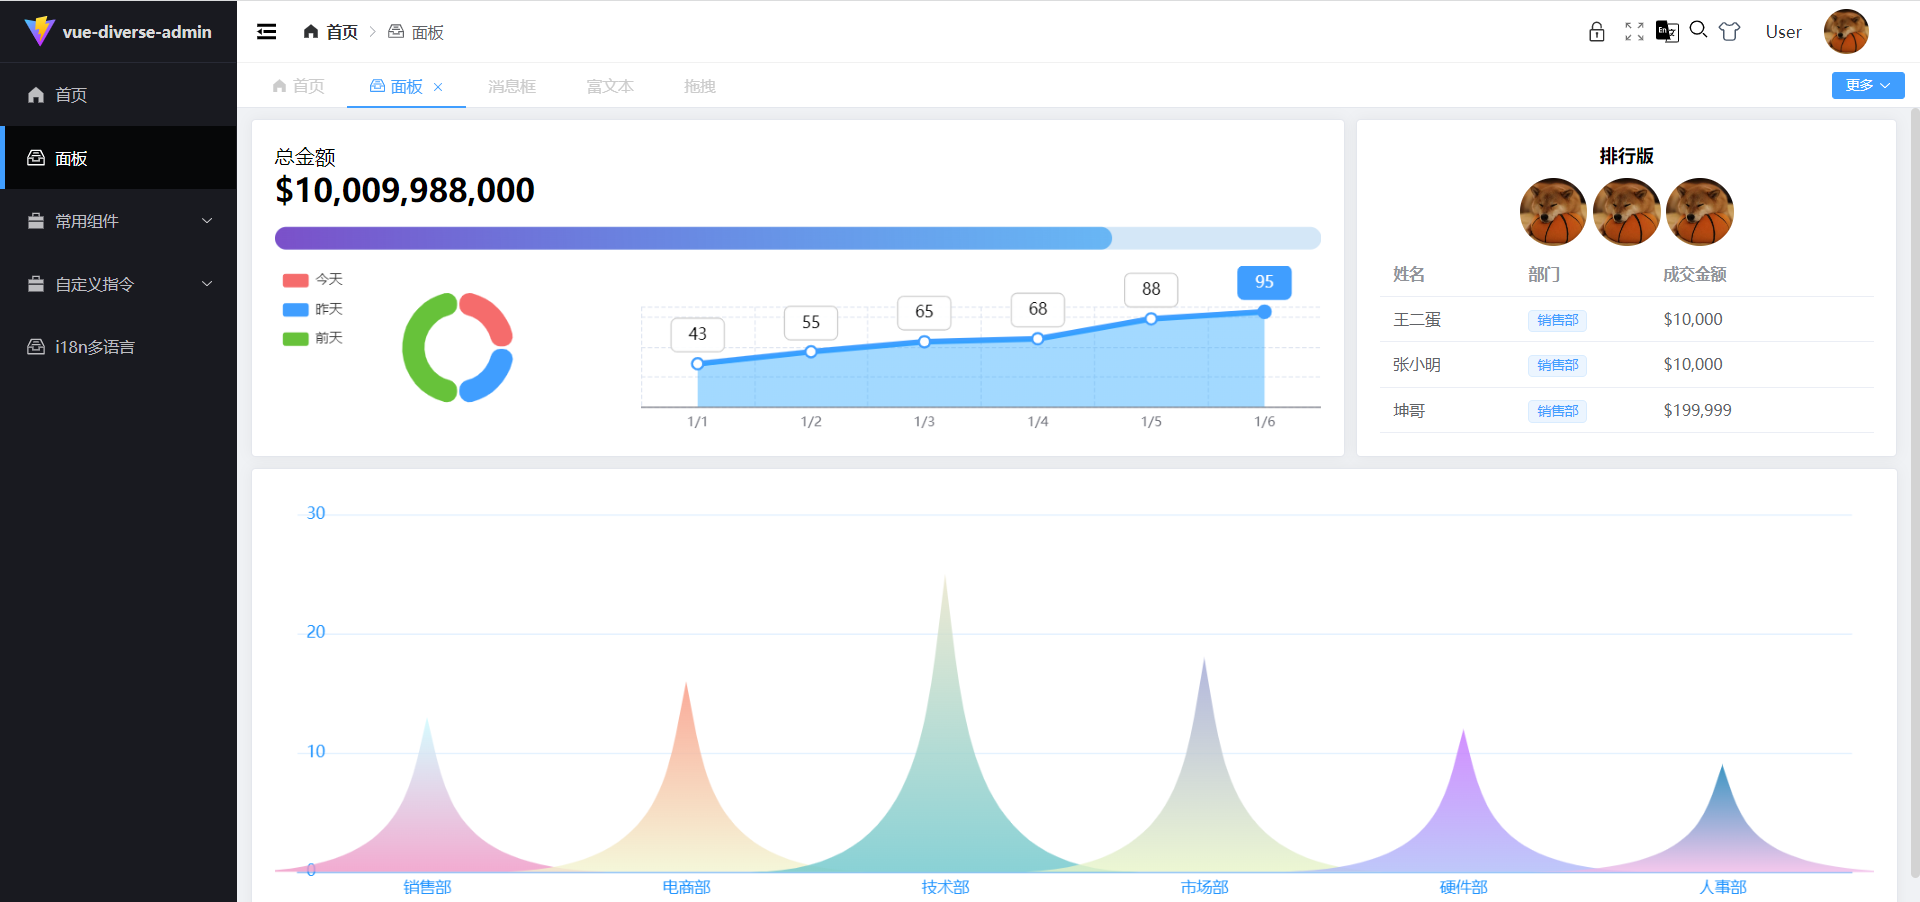 vue-diverse-admin
首页
面板
常用组件
自定义指令
i18n多语言
首页
面板
En
User
首页
面板
消息框
富文本
拖拽
更多
总金额
$10,009,988,000
今天
昨天
前天
43
55
65
68
88
95
1/1
1/2
1/3
1/4
1/5
1/6
排行版
姓名 部门 成交金额
王二蛋 销售部 $10,000
张小明 销售部 $10,000
坤哥 销售部 $199,999
30
20
10
0
销售部
电商部
技术部
市场部
硬件部
人事部